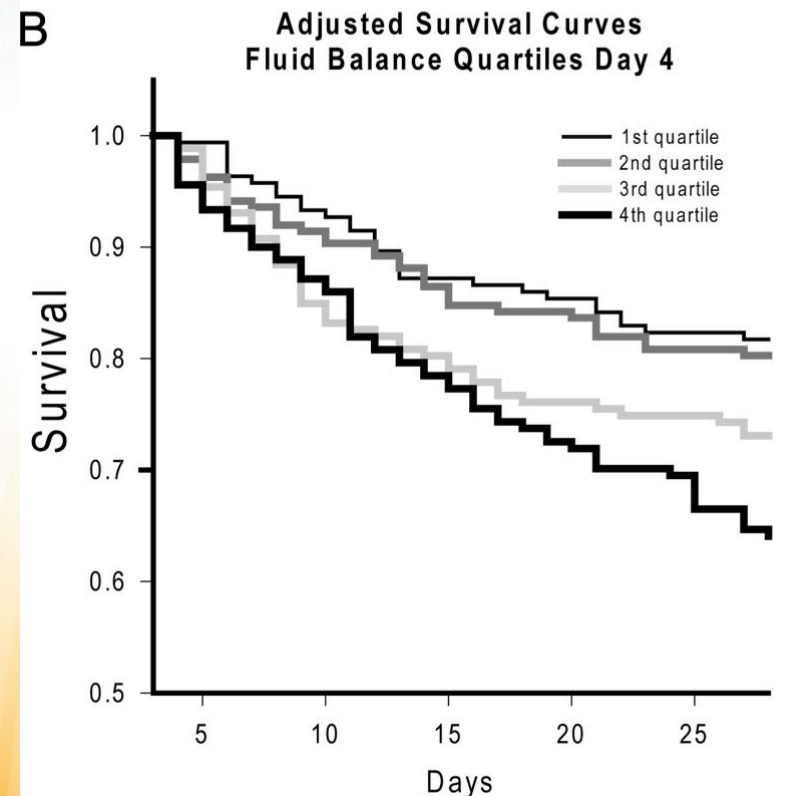 B
Adjusted Survival Curves
Fluid Balance Quartiles Day 4
1st quartile
2nd quartile
3rd quartile
4th quartile
Survival
1.0
0.9
0.8
0.7
0.6
0.5
5 10 15 20 25
Days